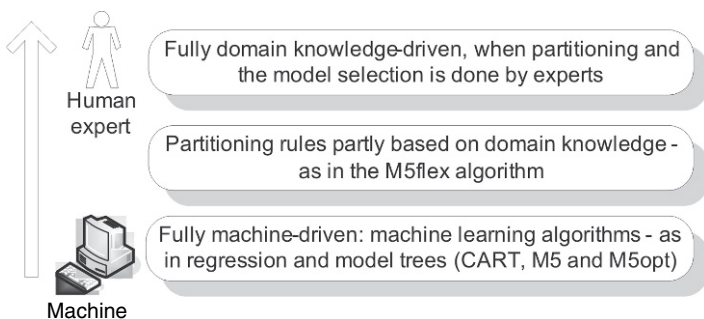 Fully domain knowledge-driven, when partitioning and
the model selection is done by experts
Human
expert
Partitioning rules partly based on domain knowledge -
as in the M5flex algorithm
Fully machine-driven: machine learning algorithms - as
in regression and model trees (CART, M5 and M5opt)
Machine